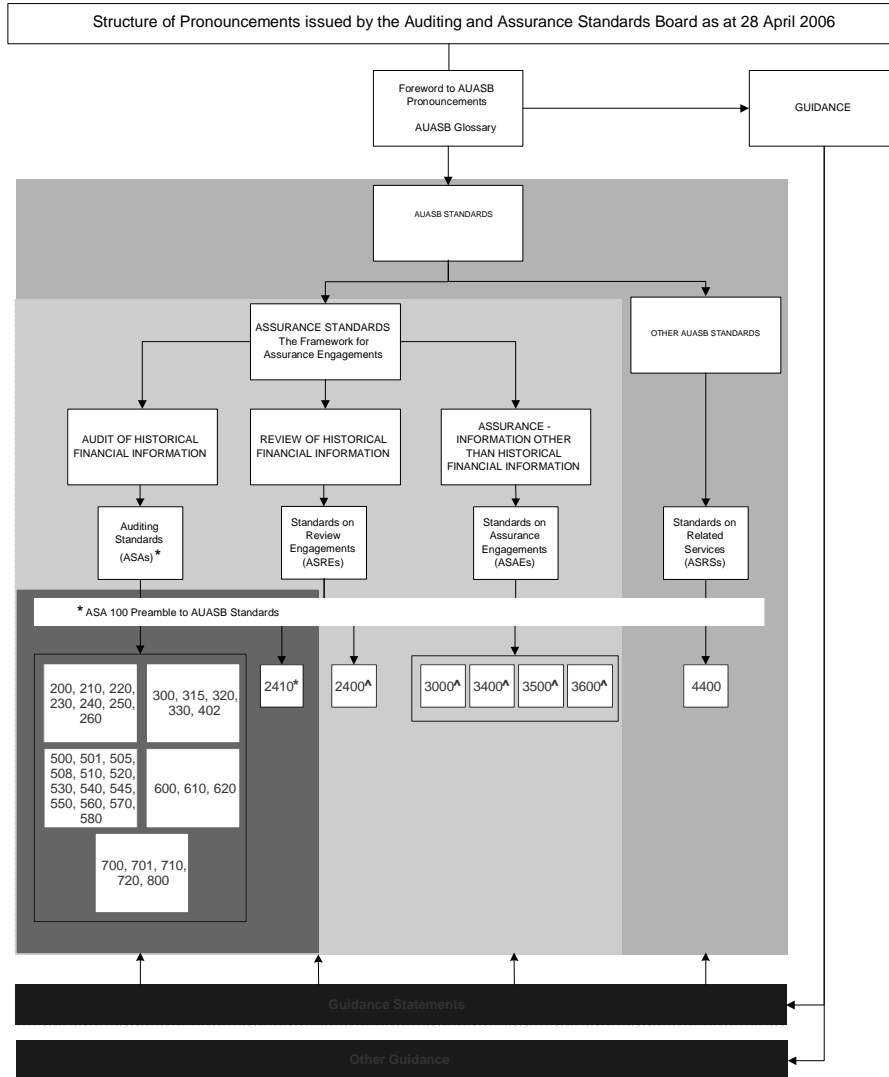 Structure of Pronouncements issued by the Auditing and Assurance Standards Board as at 28 April 2006
Foreword to AUASB
Pronouncements
AUASB Glossary
GUIDANCE
AUASB STANDARDS
ASSURANCE STANDARDS
The Framework for
Assurance Engagements
OTHER AUASB STANDARDS
AUDIT OF HISTORICAL
FINANCIAL INFORMATION
REVIEW OF HISTORICAL
FINANCIAL INFORMATION
ASSURANCE -
INFORMATION OTHER
THAN HISTORICAL
FINANCIAL INFORMATION
Auditing
Standards
(ASAs) *
Standards on
Review
Engagements
(ASREs)
Standards on
Assurance
Engagements
(ASAEs)
Standards on
Related
Services
(ASRSs)
* ASA 100 Preamble to AUASB Standards
200, 210, 220,
230, 240, 250,
260
300, 315, 320,
330, 402
2410*
2400^
3000^
3400^
3500^
3600^
4400
500, 501, 505,
508, 510, 520,
530, 540, 545,
550, 560, 570,
580
600, 610, 620
700, 701, 710,
720, 800
Guidance Statements
Other Guidance